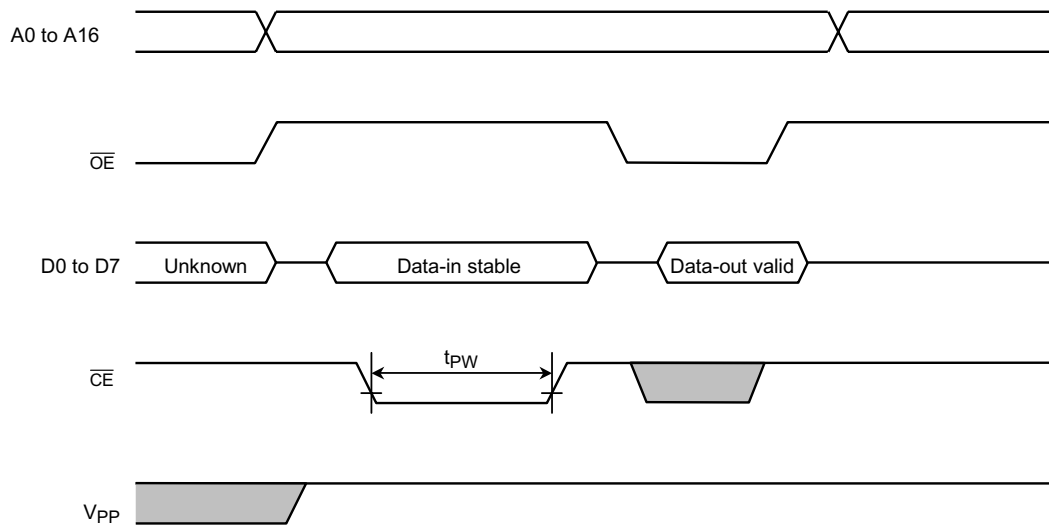 A0 to A16
OE
D0 to D7
Unknown
Data-in stable
Data-out valid
tPW
CE
VPP